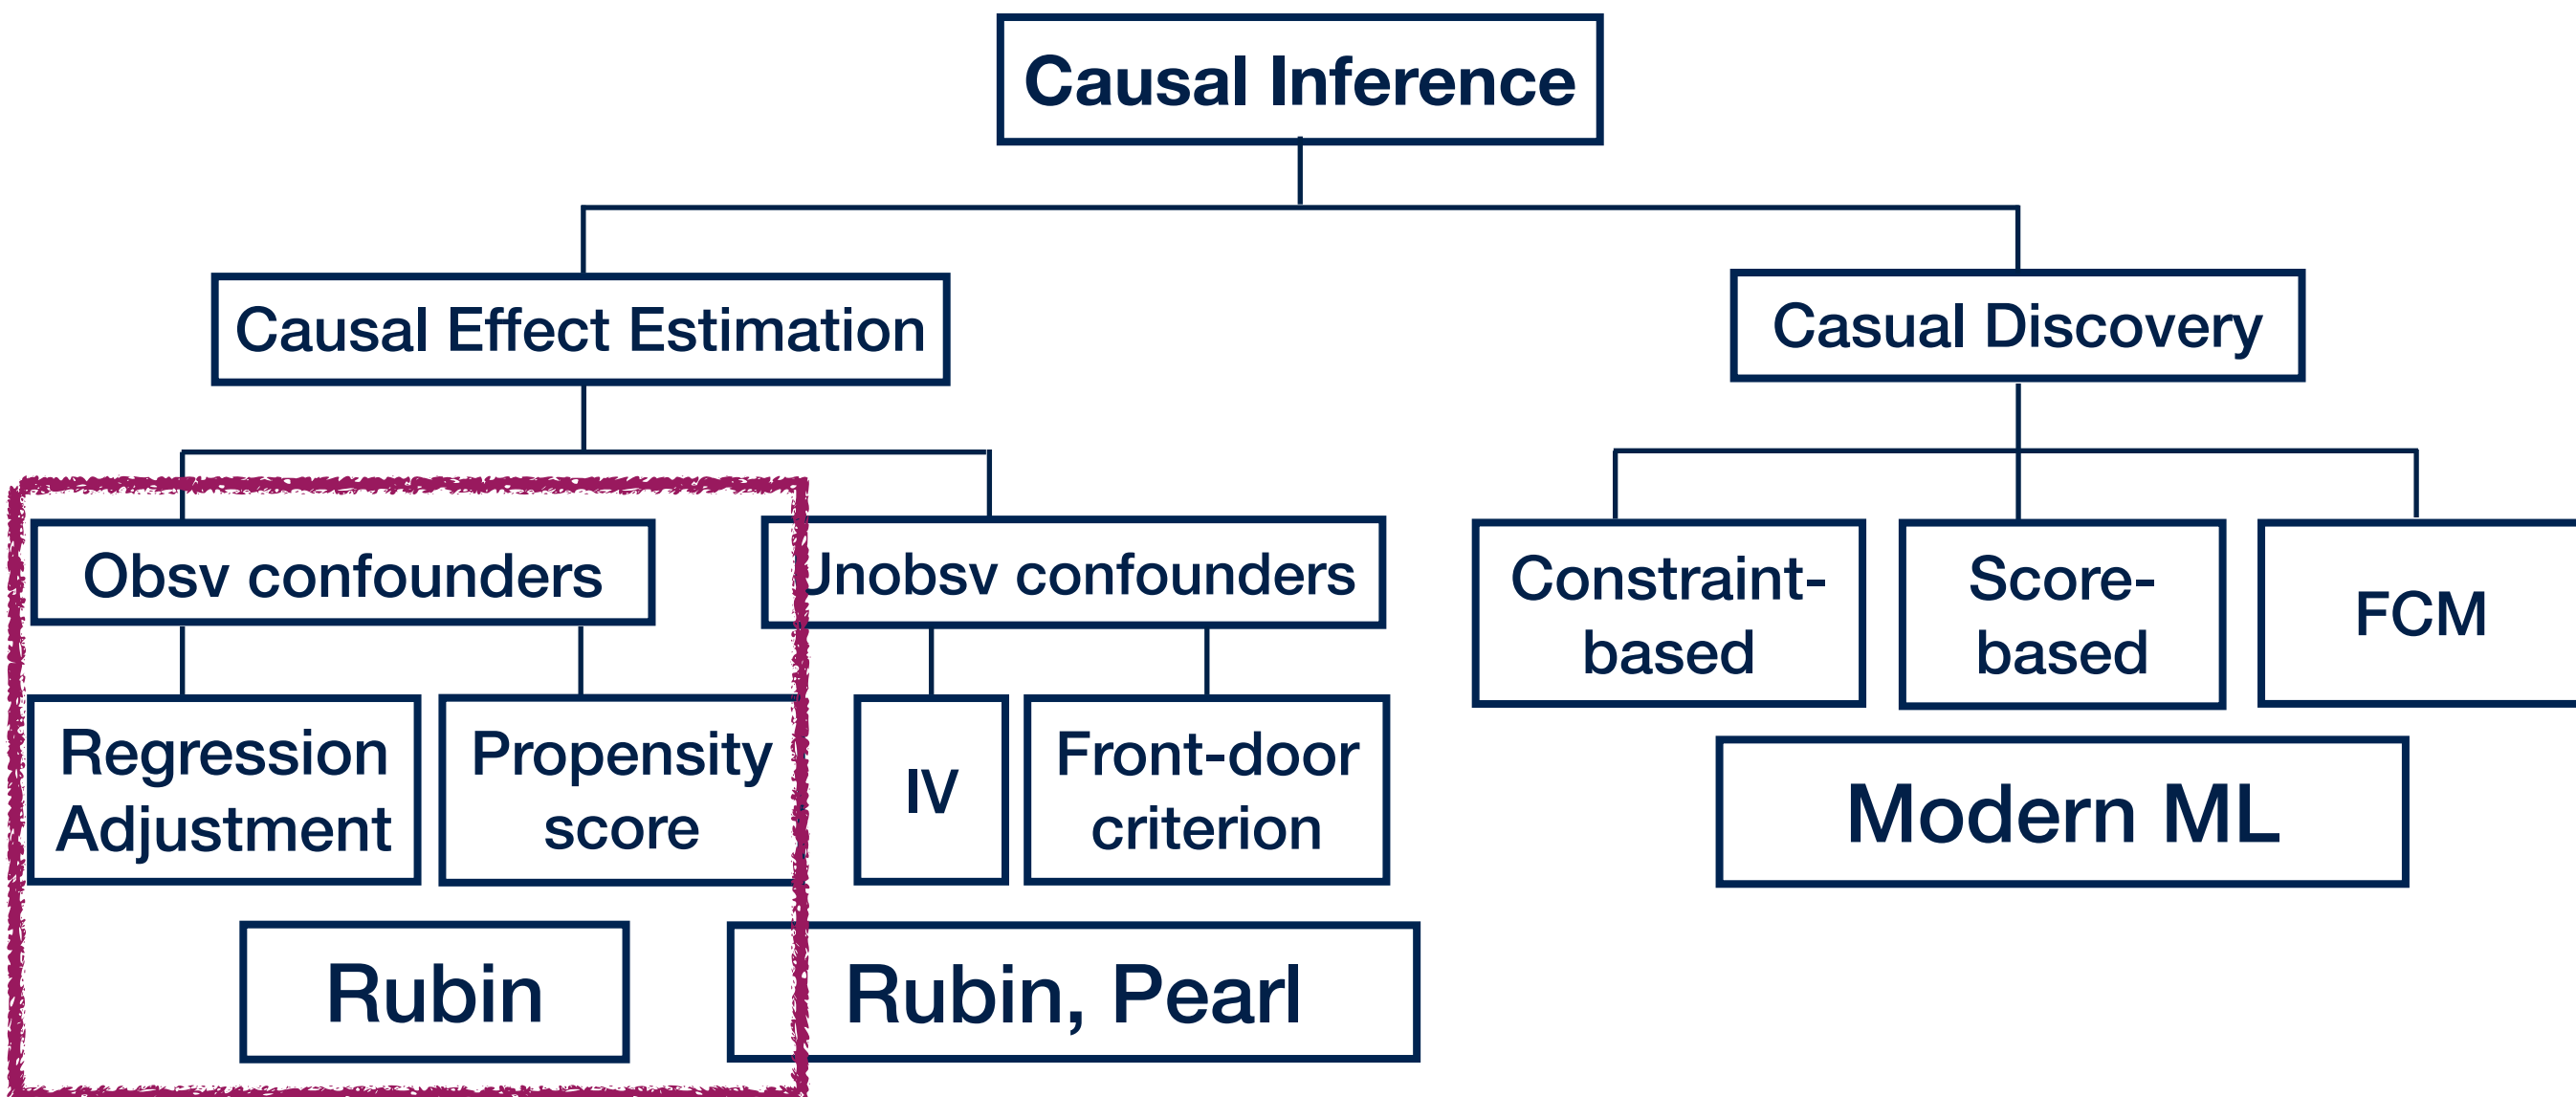 Causal Inference
Causal Effect Estimation
Casual Discovery
Obsv confounders
Jnobsv confounders
Constraint-
based
Score-
based
FCM
Regression
Adjustment
Propensity
score
IV
Front-door
criterion
Modern ML
Rubin
Rubin, Pearl